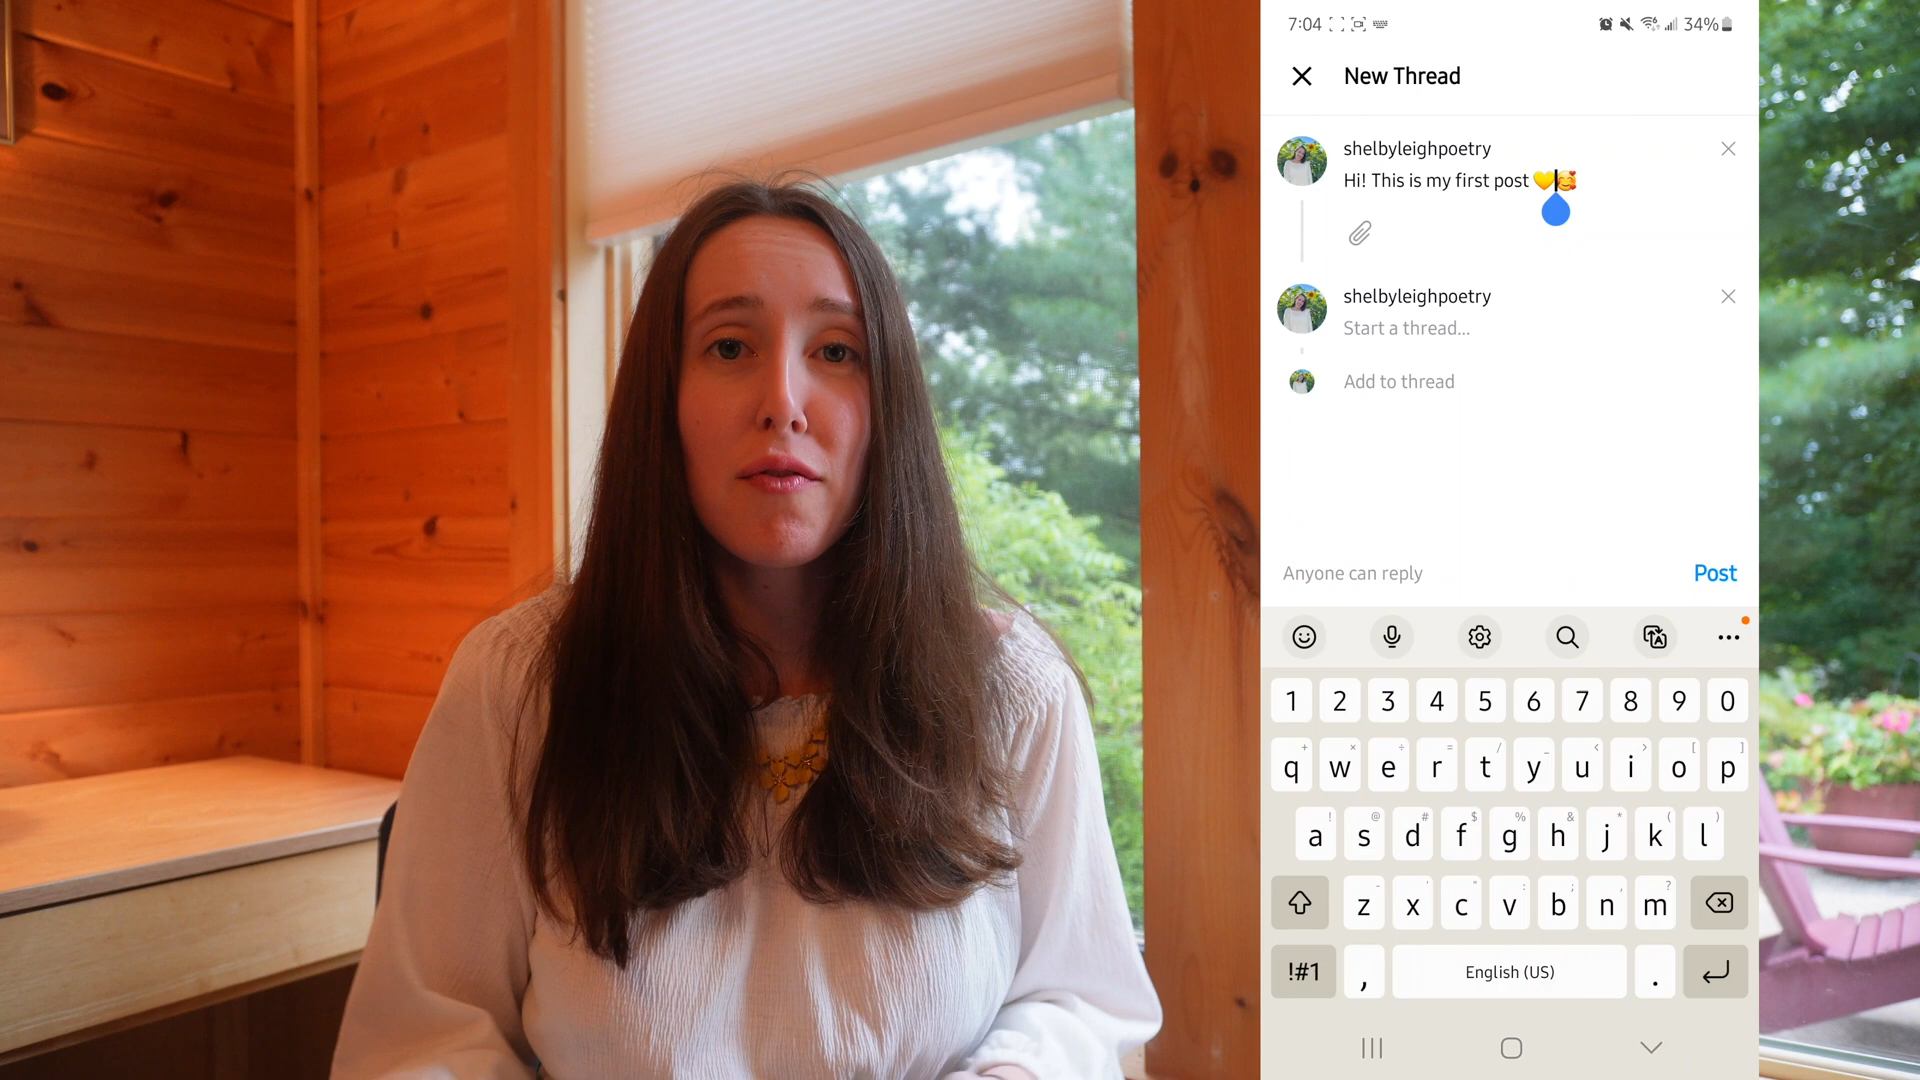 7:04 34%
New Thread
shelbyleighpoetry
Hi! This is my first post 💛🥰
shelbyleighpoetry
Start a thread...
Add to thread
Anyone can reply Post
1 2 3 4 5 6 7 8 9 0
+ × ÷ = / _ < > [ ]
q w e r t y u i o p
! @ # $ % & * ( )
a s d f g h j k l
- ' " : ; , ?
z x c v b n m
!#1 , English (US) .